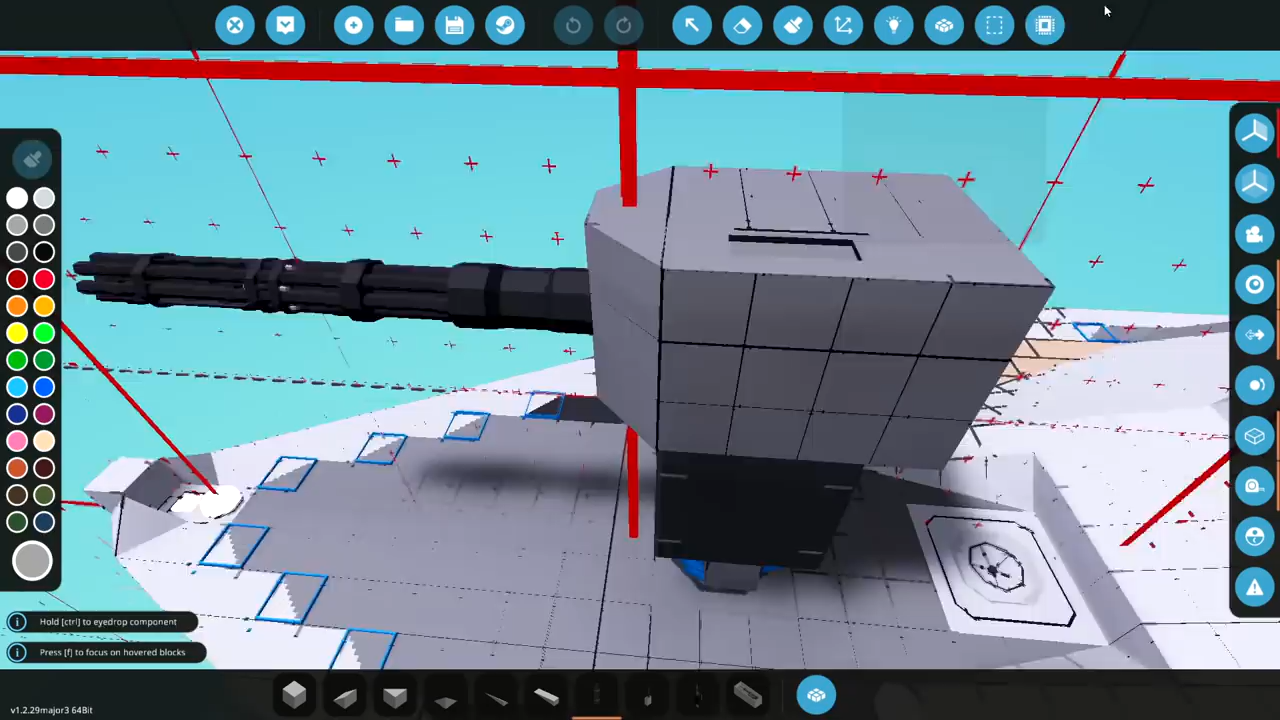 Hold [ctrl] to eyedrop component
Press [f] to focus on hovered blocks
v1.2.29major3 64Bit